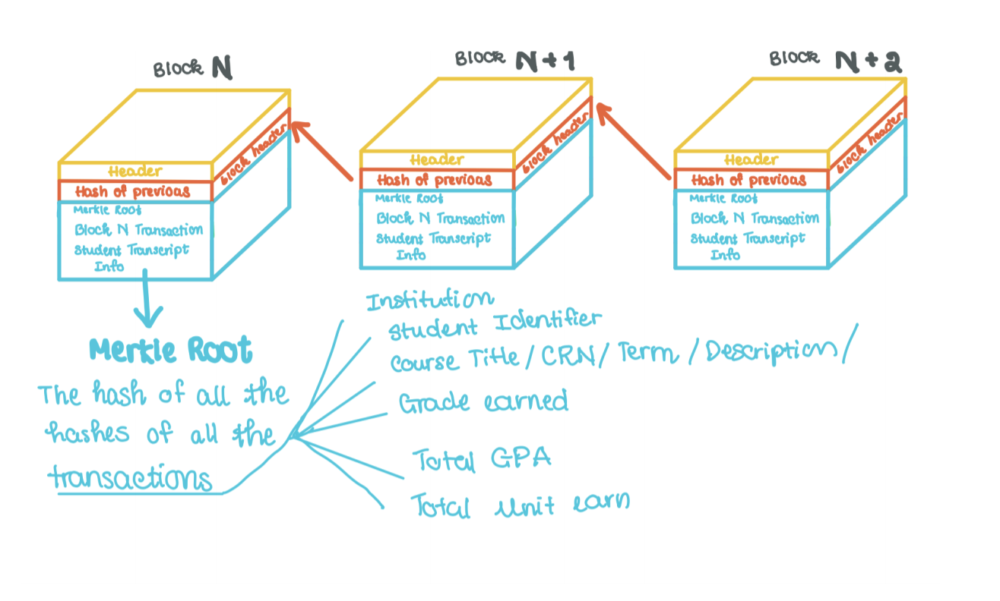 Block N
Header
Hash of previous
block header
Merkle Root
Block N Transaction
Student Transcript
Info
Block N+1
Header
Hash of previous
block header
Merkle Root
Block N Transaction
Student Transcript
Info
Block N+2
Header
Hash of previous
block header
Merkle Root
Block N Transaction
Student Transcript
Info
Merkle Root
The hash of all the
hashes of all the
transactions
Institution
Student Identifier
Course Title/CRN/Term/Description/
Grade earned
Total GPA
Total Unit earn